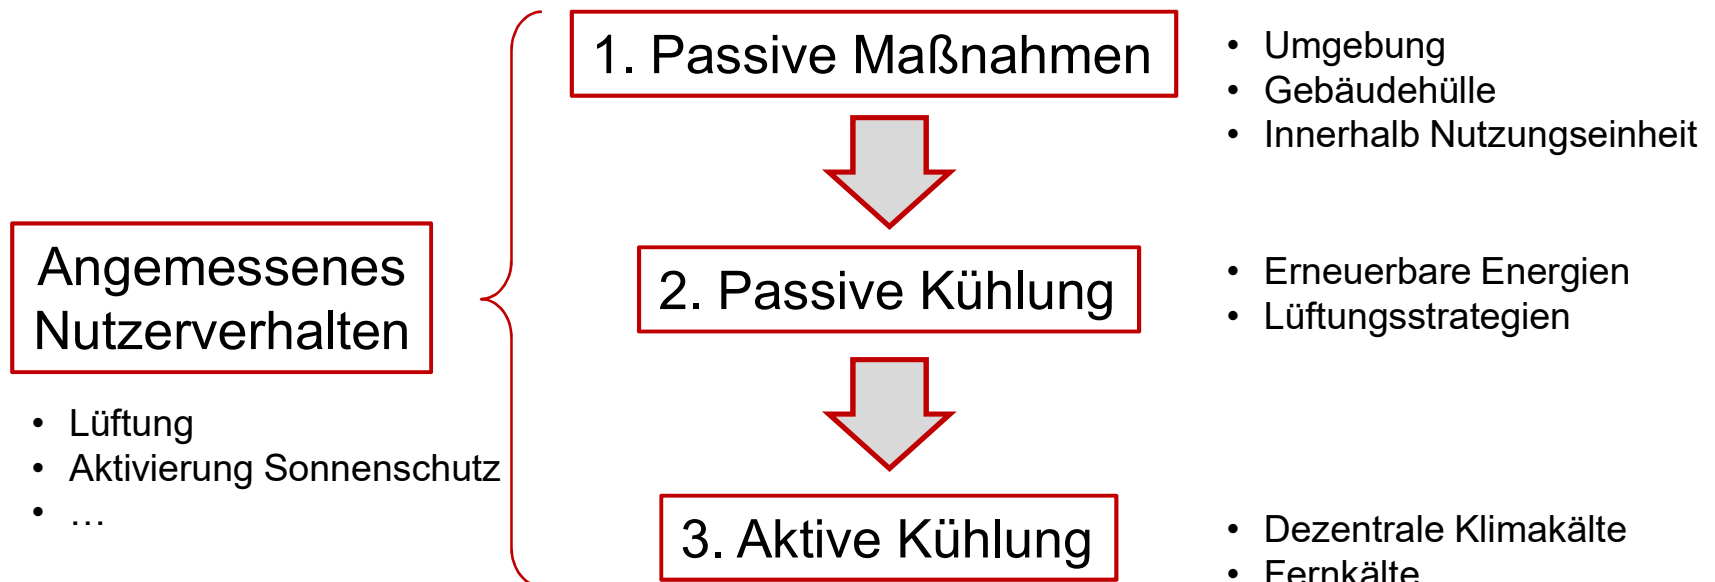 1. Passive Maßnahmen
• Umgebung
• Gebäudehülle
• Innerhalb Nutzungseinheit
Angemessenes
Nutzerverhalten
• Lüftung
• Aktivierung Sonnenschutz
• …
2. Passive Kühlung
• Erneuerbare Energien
• Lüftungsstrategien
3. Aktive Kühlung
• Dezentrale Klimakälte
• Fernkälte